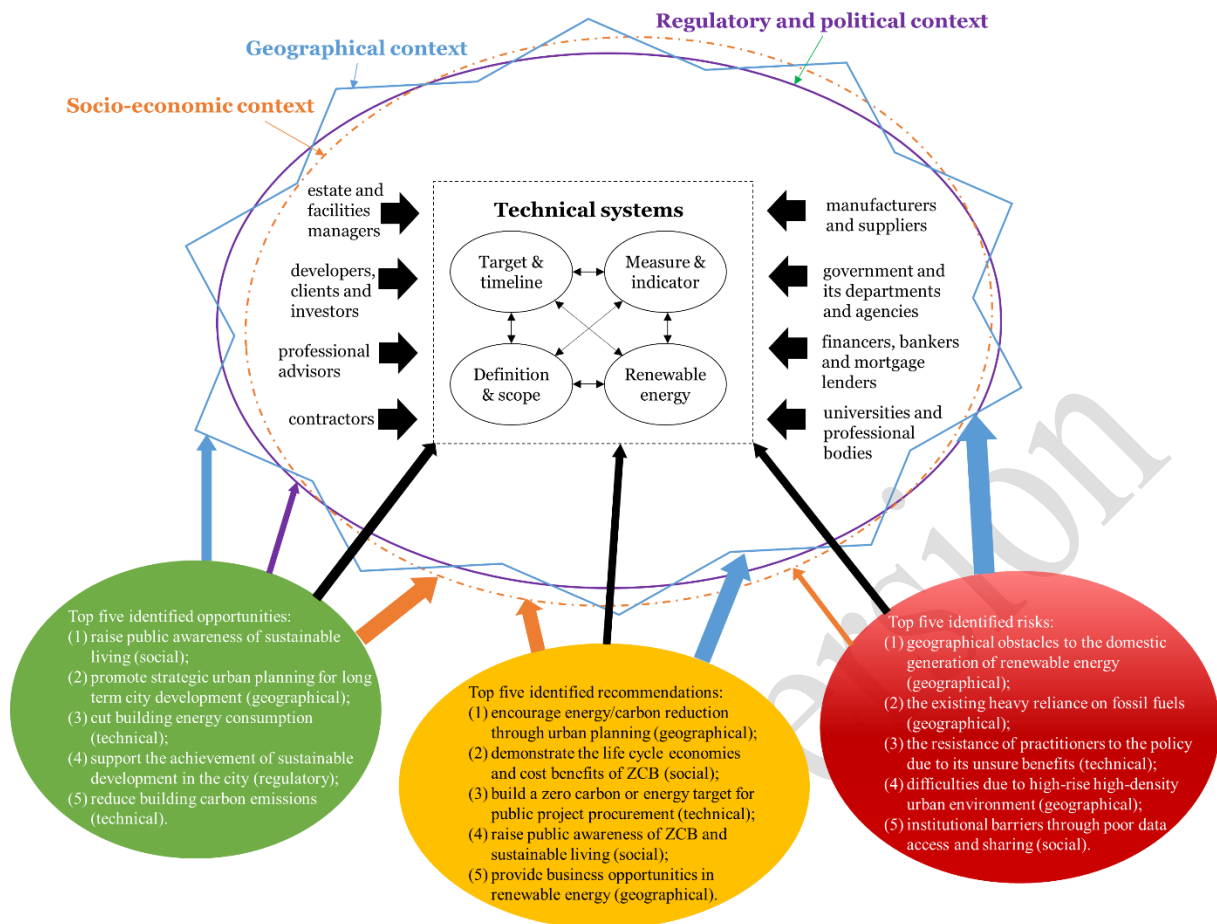 Regulatory and political context
Geographical context
Socio-economic context
estate and
facilities
managers
developers,
clients and
investors
professional
advisors
contractors
Technical systems
Target &
timeline
Measure &
indicator
Definition
& scope
Renewable
energy
manufacturers
and suppliers
government and
its departments
and agencies
financers, bankers
and mortgage
lenders
universities and
professional
bodies
Top five identified opportunities:
(1) raise public awareness of sustainable
living (social);
(2) promote strategic urban planning for long
term city development (geographical);
(3) cut building energy consumption
(technical);
(4) support the achievement of sustainable
development in the city (regulatory);
(5) reduce building carbon emissions
(technical).
Top five identified recommendations:
(1) encourage energy/carbon reduction
through urban planning (geographical);
(2) demonstrate the life cycle economies
and cost benefits of ZCB (social);
(3) build a zero carbon or energy target for
public project procurement (technical);
(4) raise public awareness of ZCB and
sustainable living (social);
(5) provide business opportunities in
renewable energy (geographical).
Top five identified risks:
(1) geographical obstacles to the domestic
generation of renewable energy
(geographical);
(2) the existing heavy reliance on fossil fuels
(geographical);
(3) the resistance of practitioners to the policy
due to its unsure benefits (technical);
(4) difficulties due to high-rise high-density
urban environment (geographical);
(5) institutional barriers through poor data
access and sharing (social).